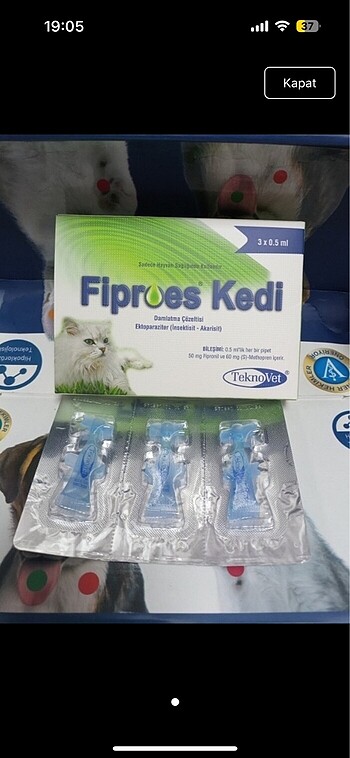 19:05
37
Kapat
3 x 0.5 ml
Sadece Hayvan Sağlığında Kullanılır
Fiproes Kedi
Damlatma Çözeltisi
Ektoparaziter (İnsektisit - Akarisit)
BİLEŞİMİ: 0,5 ml'lik her bir pipet
50 mg Fipronil ve 60 mg (S)-Methopren içerir.
TeknoVet